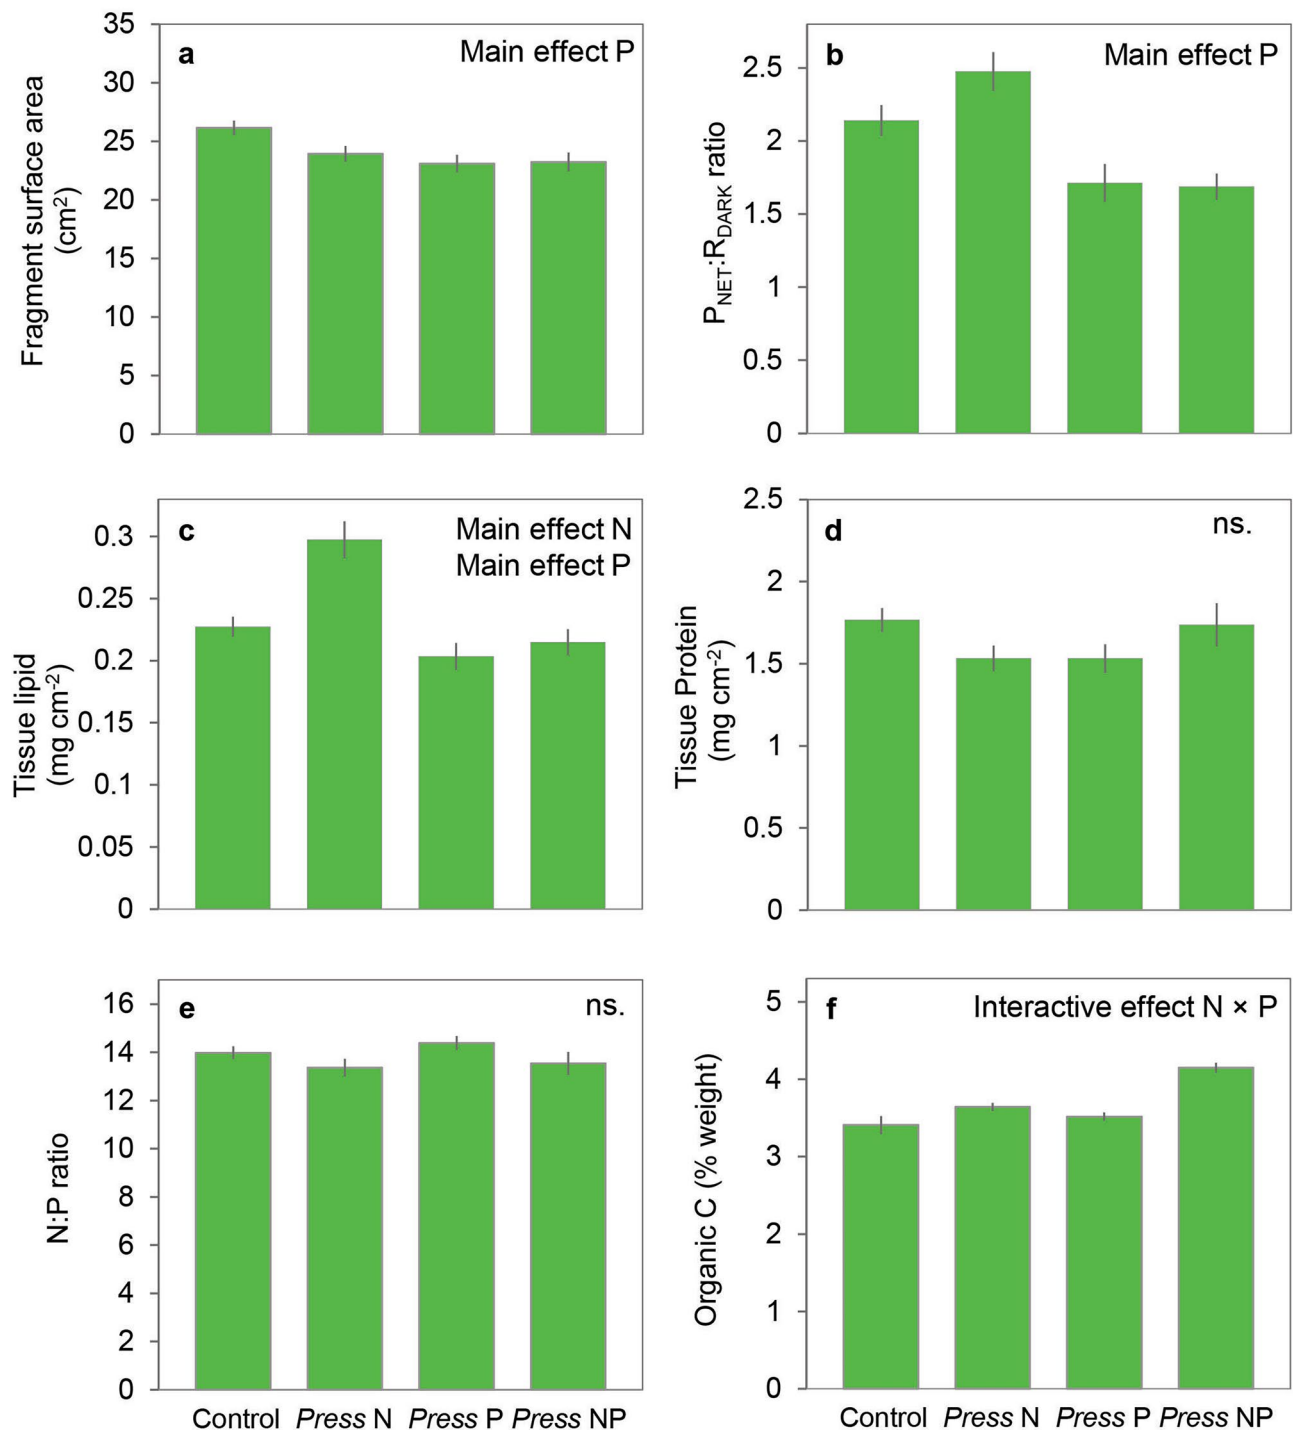 a
Main effect P
Fragment surface area
(cm²)
35
30
25
20
15
10
5
0
b
Main effect P
P_NET:R_DARK ratio
2.5
2
1.5
1
0.5
0
c
Main effect N
Main effect P
Tissue lipid
(mg cm⁻²)
0.3
0.25
0.2
0.15
0.1
0.05
0
d
ns.
Tissue Protein
(mg cm⁻²)
2.5
2
1.5
1
0.5
0
e
ns.
N:P ratio
16
14
12
10
8
6
4
2
0
Control Press N Press P Press NP
f
Interactive effect N × P
Organic C (% weight)
5
4
3
2
1
0
Control Press N Press P Press NP